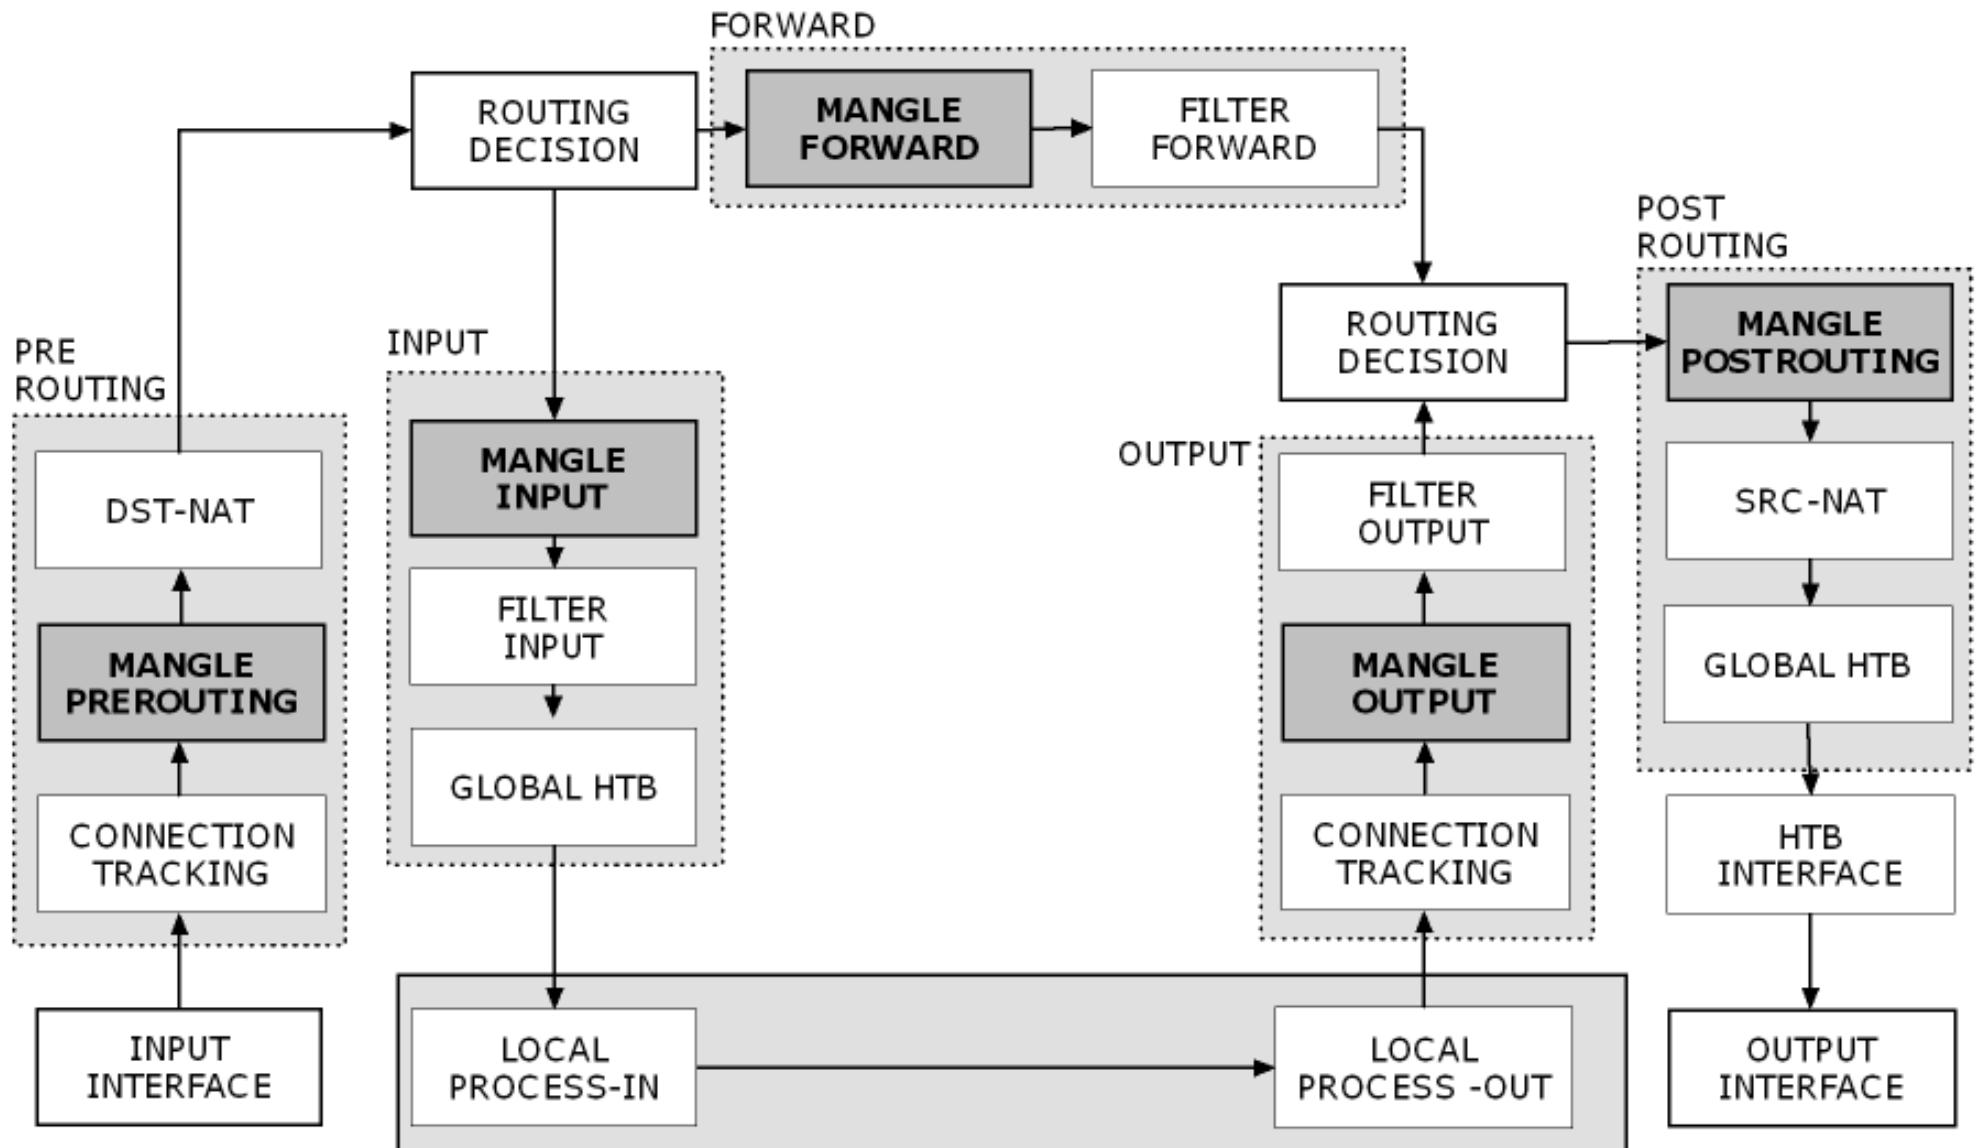 FORWARD
ROUTING
DECISION
MANGLE
FORWARD
FILTER
FORWARD
POST
ROUTING
ROUTING
DECISION
MANGLE
POSTROUTING
PRE
ROUTING
INPUT
MANGLE
INPUT
OUTPUT
FILTER
OUTPUT
SRC-NAT
DST-NAT
FILTER
INPUT
MANGLE
PREROUTING
MANGLE
OUTPUT
GLOBAL HTB
GLOBAL HTB
CONNECTION
TRACKING
CONNECTION
TRACKING
HTB
INTERFACE
INPUT
INTERFACE
LOCAL
PROCESS-IN
LOCAL
PROCESS -OUT
OUTPUT
INTERFACE